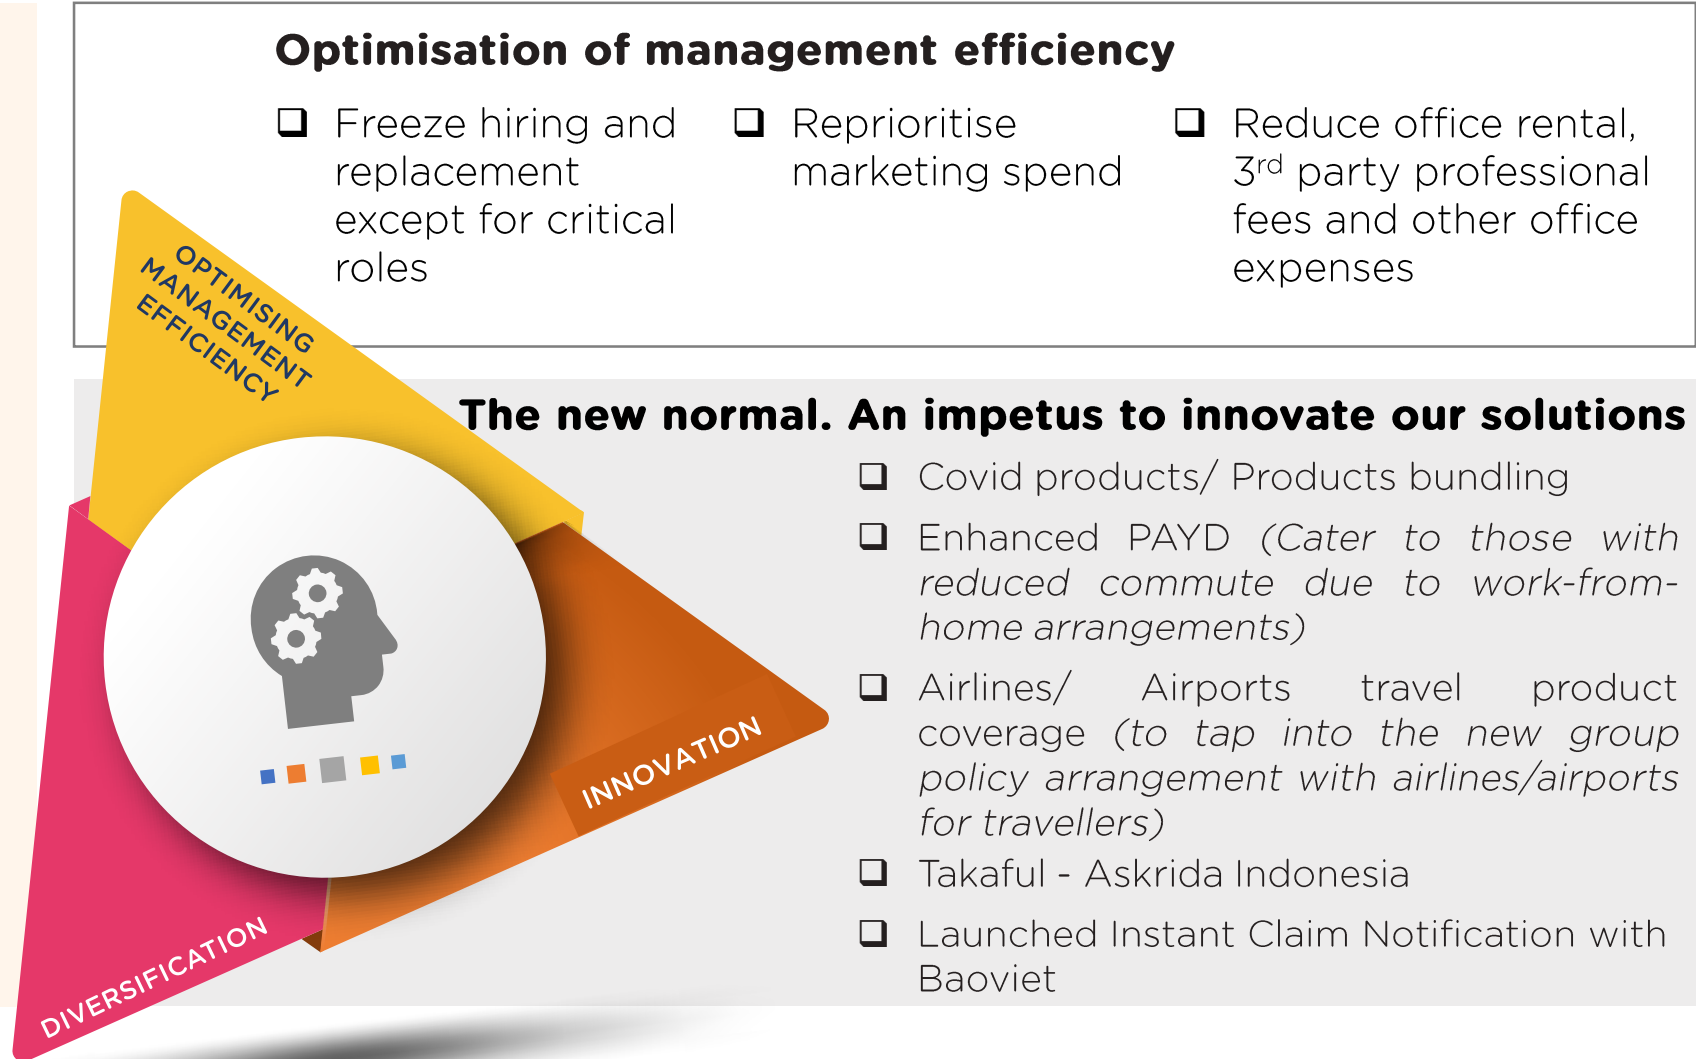 Optimisation of management efficiency
Freeze hiring and
replacement
except for critical
roles
Reprioritise
marketing spend
Reduce office rental,
3rd party professional
fees and other office
expenses
OPTIMISING
MANAGEMENT
EFFICIENCY
The new normal. An impetus to innovate our solutions
Covid products/ Products bundling
Enhanced PAYD (Cater to those with
reduced commute due to work-from-
home arrangements)
Airlines/ Airports travel product
coverage (to tap into the new group
policy arrangement with airlines/airports
for travellers)
Takaful - Askrida Indonesia
Launched Instant Claim Notification with
Baoviet
INNOVATION
DIVERSIFICATION